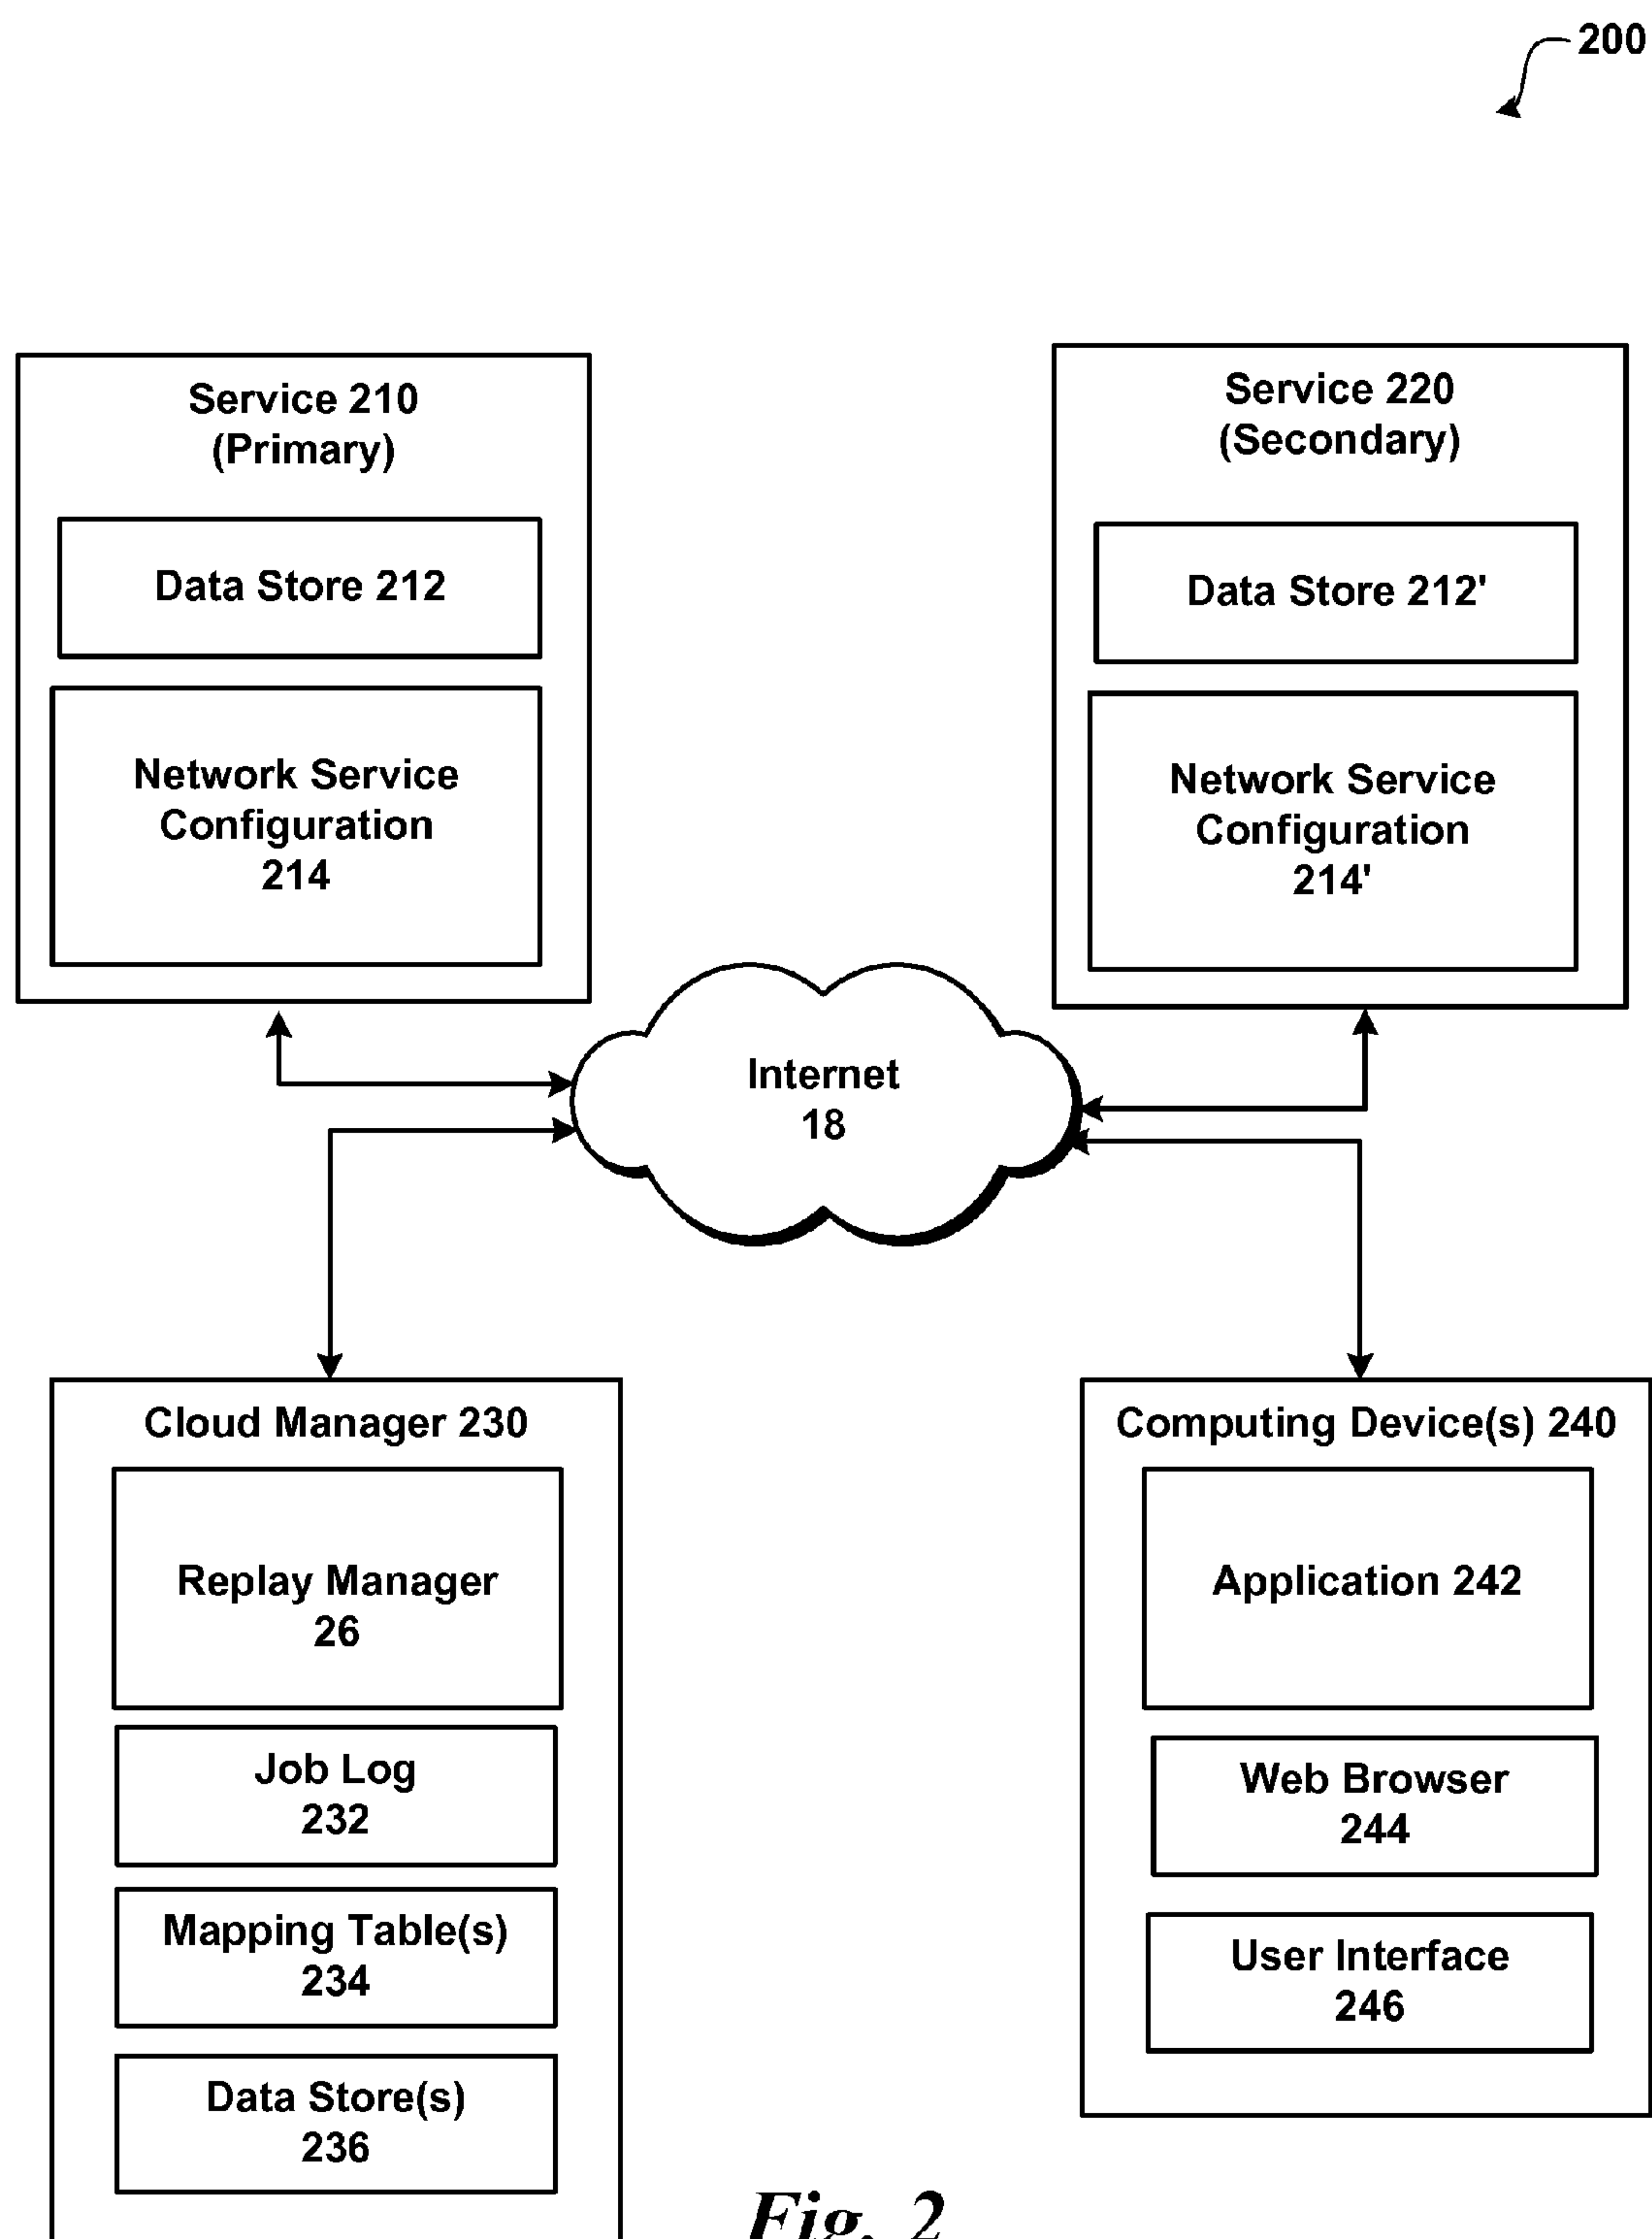 200
Service 210
(Primary)
Data Store 212
Network Service
Configuration
214
Service 220
(Secondary)
Data Store 212'
Network Service
Configuration
214'
Internet
18
Cloud Manager 230
Replay Manager
26
Job Log
232
Mapping Table(s)
234
Data Store(s)
236
Computing Device(s) 240
Application 242
Web Browser
244
User Interface
246
Fig. 2